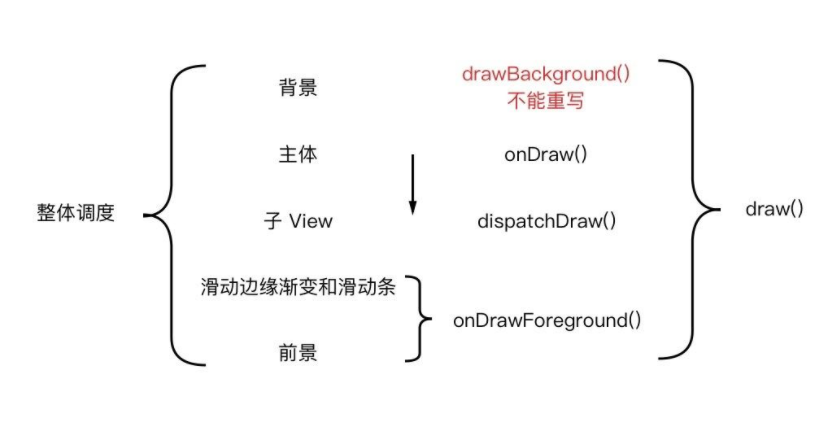 整体调度
背景
drawBackground()
不能重写
主体
onDraw()
子 View
dispatchDraw()
滑动边缘渐变和滑动条
onDrawForeground()
前景
draw()